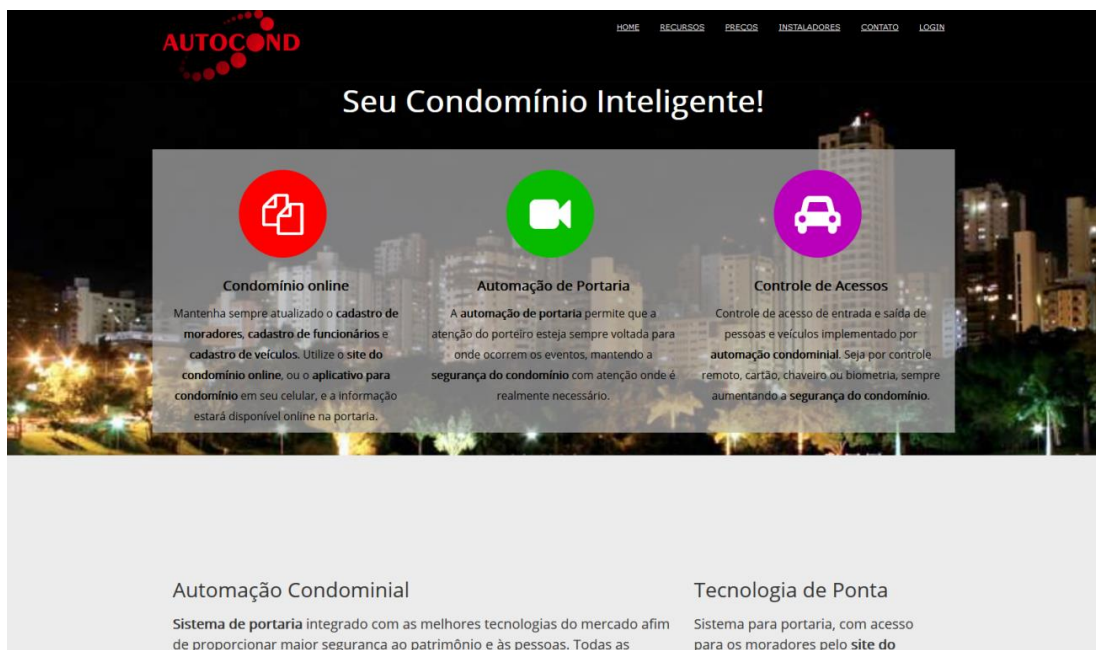 AUTOCOND
HOME RECURSOS PREÇOS INSTALADORES CONTATO LOGIN
Seu Condomínio Inteligente!
Condomínio online
Mantenha sempre atualizado o cadastro de
moradores, cadastro de funcionários e
cadastro de veículos. Utilize o site do
condomínio online, ou o aplicativo para
condomínio em seu celular, e a informação
estará disponível online na portaria.
Automação de Portaria
A automação de portaria permite que a
atenção do porteiro esteja sempre voltada para
onde ocorrem os eventos, mantendo a
segurança do condomínio com atenção onde é
realmente necessário.
Controle de Acessos
Controle de acesso de entrada e saída de
pessoas e veículos implementado por
automação condominial. Seja por controle
remoto, cartão, chaveiro ou biometria, sempre
aumentando a segurança do condomínio.
Automação Condominial
Sistema de portaria integrado com as melhores tecnologias do mercado afim
de proporcionar maior segurança ao patrimônio e às pessoas. Todas as
Tecnologia de Ponta
Sistema para portaria, com acesso
para os moradores pelo site do